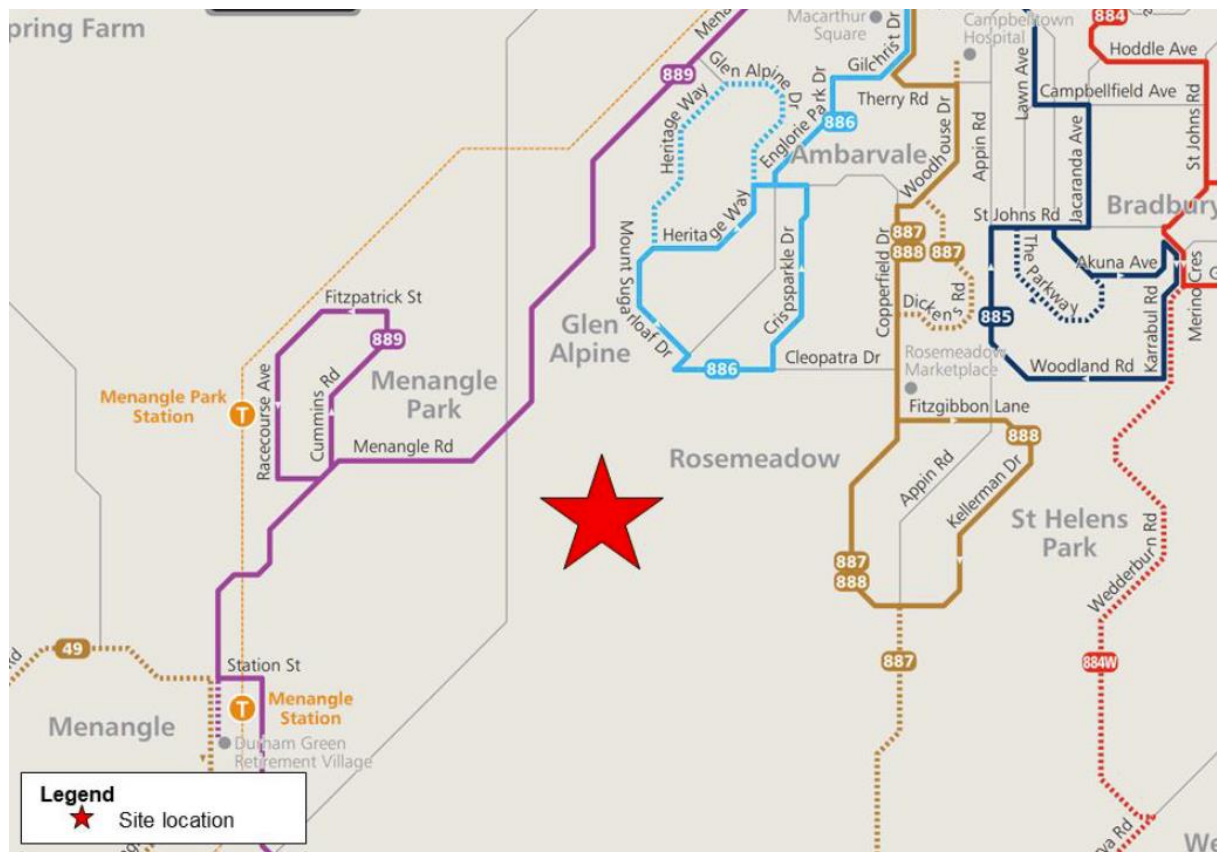 pring Farm
Macarthur
Square
Campbelltown
Hospital
884
Hoddle Ave
889
Glen Alpine
Dr
Gilchrist Dr
Therry Rd
Lawn Ave
Campbellfield Ave
St Johns Rd
Heritage Way
Englorie Park Dr
886
Ambarvale
Woodhouse Dr
Appin Rd
Jacaranda Ave
Bradbury
St Johns Rd
Heritage Way
Mount Sugarloaf Dr
Crispsparkle Dr
Copperfield Dr
887
888
887
The Parkway
Akuna Ave
Karrabul Rd
Merino Cres
G
Fitzpatrick St
889
Glen
Alpine
Dickens Rd
885
886
Cleopatra Dr
Rosemeadow
Marketplace
Woodland Rd
Menangle
Park
Menangle Park
Station
T
Racecourse Ave
Cummins Rd
Menangle Rd
Fitzgibbon Lane
888
Rosemeadow
Appin Rd
Kellerman Dr
St Helens
Park
887
888
Wedderburn Rd
49
Station St
887
884W
Menangle
T
Menangle
Station
Durham Green
Retirement Village
Legend
Site location
We